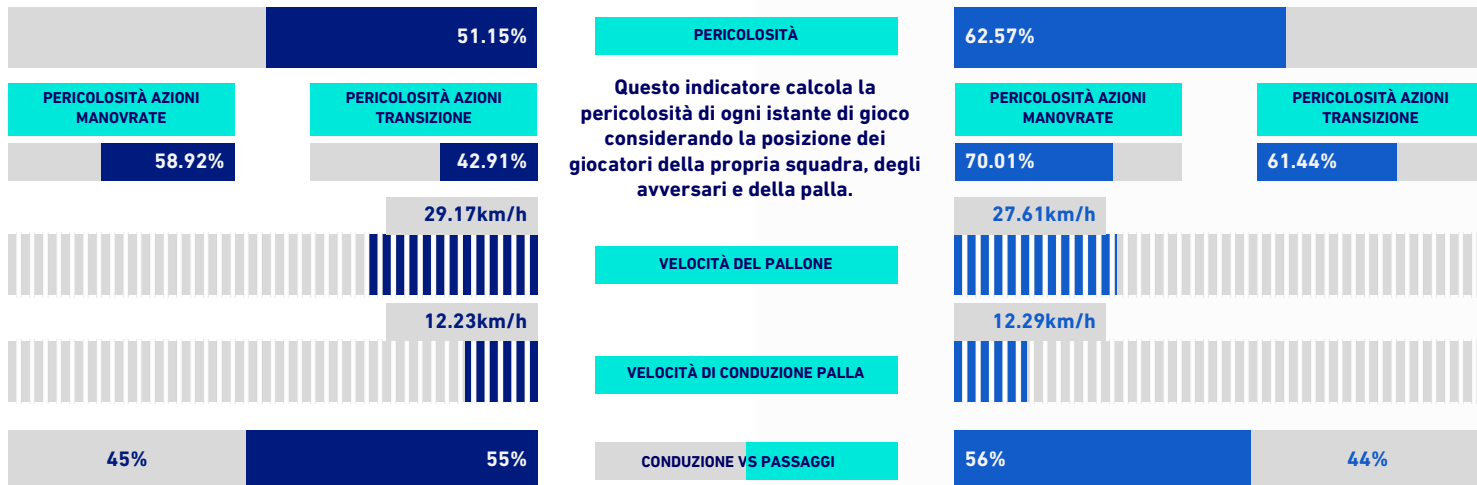 51.15%
PERICOLOSITÀ
62.57%
PERICOLOSITÀ AZIONI
MANOVRATE
PERICOLOSITÀ AZIONI
TRANSIZIONE
58.92%
42.91%
Questo indicatore calcola la
pericolosità di ogni istante di gioco
considerando la posizione dei
giocatori della propria squadra, degli
avversari e della palla.
PERICOLOSITÀ AZIONI
MANOVRATE
PERICOLOSITÀ AZIONI
TRANSIZIONE
70.01%
61.44%
29.17km/h
VELOCITÀ DEL PALLONE
27.61km/h
12.23km/h
VELOCITÀ DI CONDUZIONE PALLA
12.29km/h
45%
55%
CONDUZIONE VS PASSAGGI
56%
44%